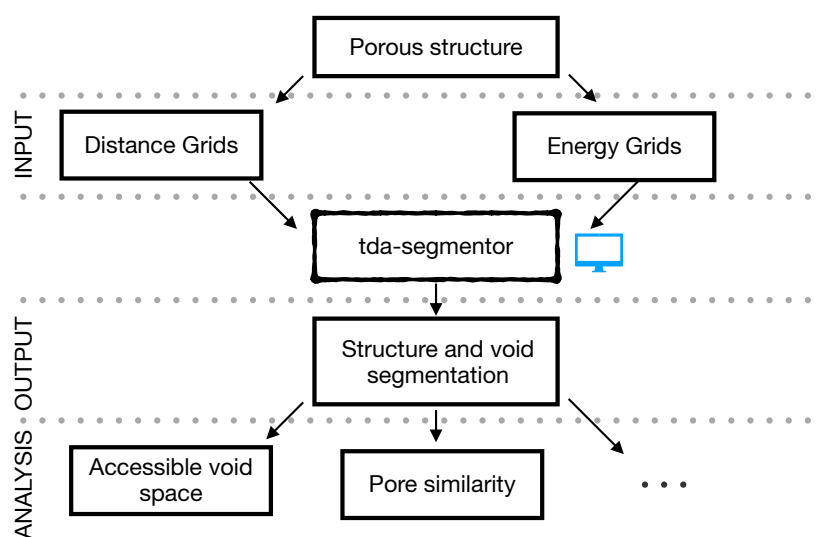 Porous structure
INPUT
Distance Grids
Energy Grids
tda-segmentor
OUTPUT
Structure and void
segmentation
ANALYSIS
Accessible void
space
Pore similarity
...